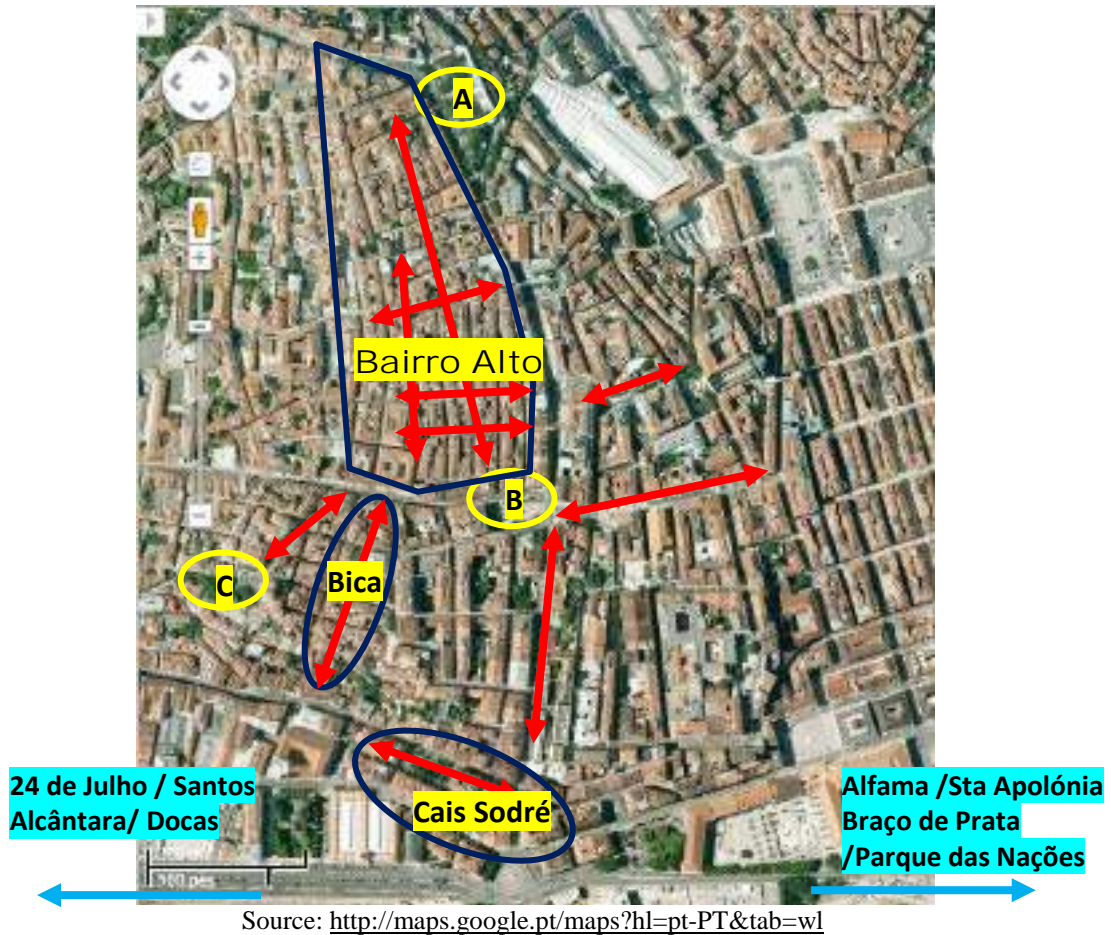 A
Bairro Alto
B
C
Bica
24 de Julho / Santos
Alcântara/ Docas
Cais Sodré
Alfama /Sta Apolónia
Braço de Prata
/Parque das Nações
Source: http://maps.google.pt/maps?hl=pt-PT&tab=wl